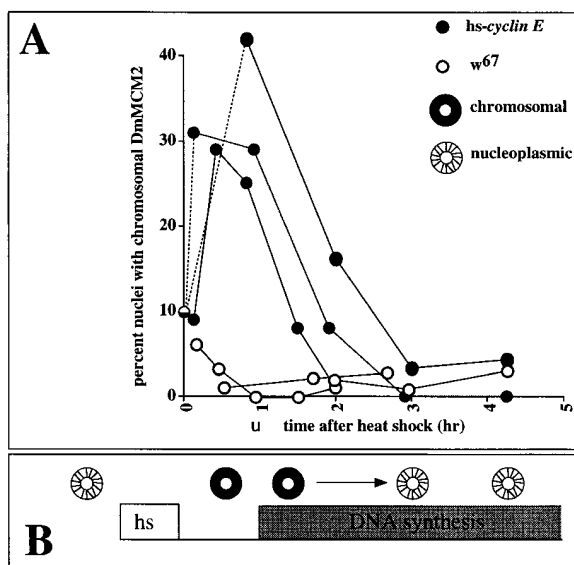 A
hs-cyclin E
w67
chromosomal
nucleoplasmic
percent nuclei with chromosomal DmMCM2
40
30
20
10
0
0
1
2
3
4
5
u
time after heat shock (hr)
hs
DNA synthesis
B